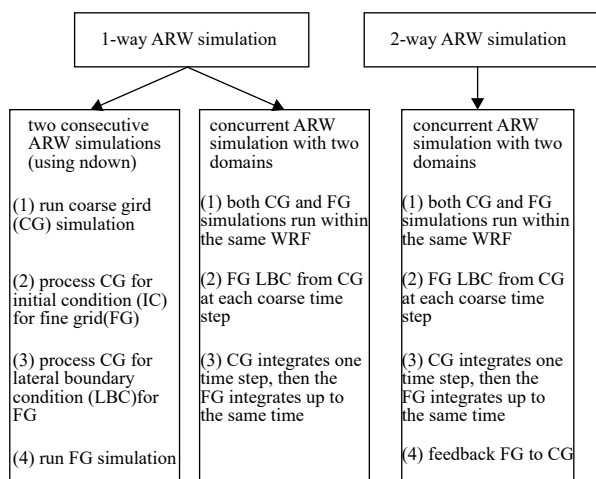 1-way ARW simulation
2-way ARW simulation
two consecutive
ARW simulations
(using ndown)
(1) run coarse gird
(CG) simulation
(2) process CG for
initial condition (IC)
for fine grid(FG)
(3) process CG for
lateral boundary
condition (LBC)for
FG
(4) run FG simulation
concurrent ARW
simulation with two
domains
(1) both CG and FG
simulations run within
the same WRF
(2) FG LBC from CG
at each coarse time
step
(3) CG integrates one
time step, then the
FG integrates up to
the same time
concurrent ARW
simulation with two
domains
(1) both CG and FG
simulations run within
the same WRF
(2) FG LBC from CG
at each coarse time
step
(3) CG integrates one
time step, then the
FG integrates up to
the same time
(4) feedback FG to CG